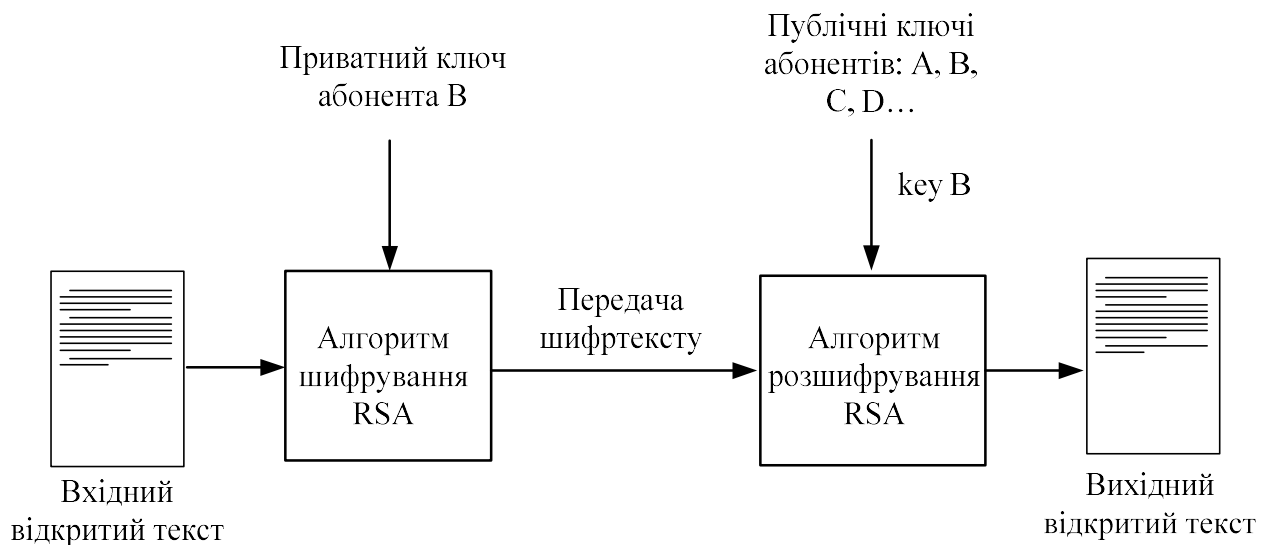 Приватний ключ
абонента B
Публічні ключі
абонентів: A, B,
C, D…
key B
Алгоритм
шифрування
RSA
Передача
шифртексту
Алгоритм
розшифрування
RSA
Вхідний
відкритий текст
Вихідний
відкритий текст